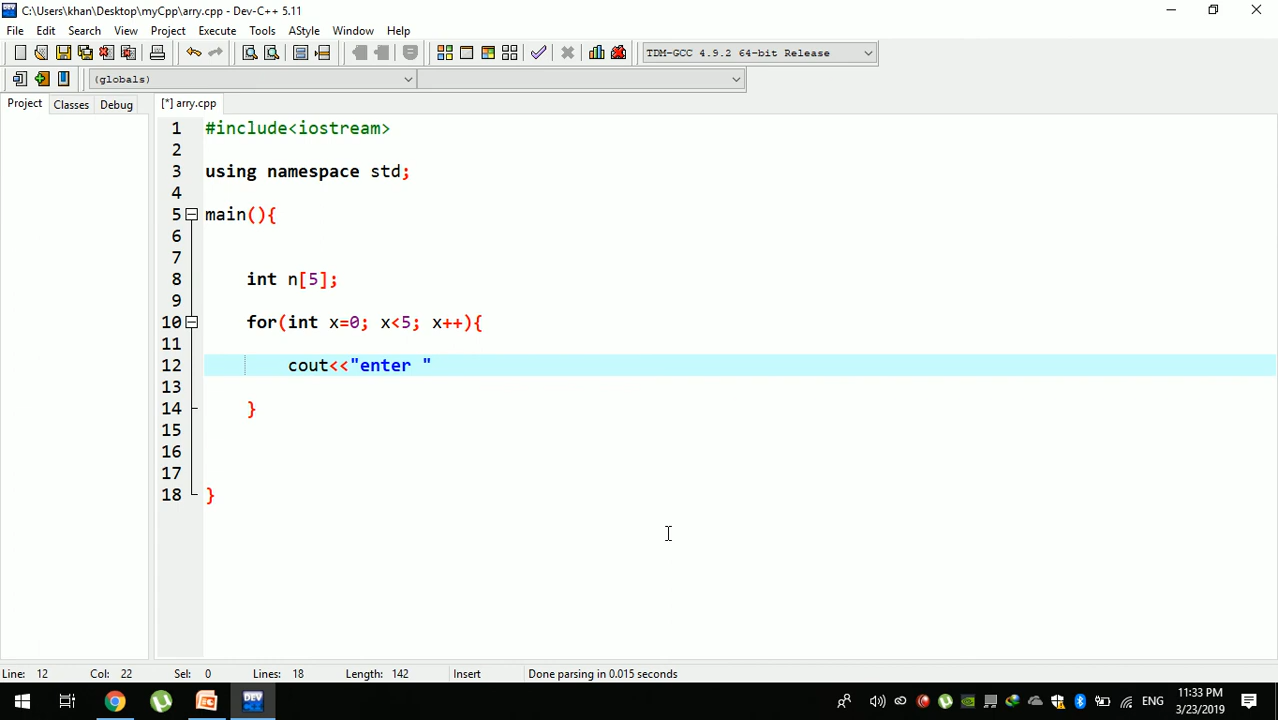 C:\Users\khan\Desktop\myCpp\arry.cpp - Dev-C++ 5.11
File Edit Search View Project Execute Tools AStyle Window Help
TDM-GCC 4.9.2 64-bit Release
(globals)
Project Classes Debug [*] arry.cpp
1 #include<iostream>
2
3 using namespace std;
4
5 main(){
6
7
8 int n[5];
9
10 for(int x=0; x<5; x++){
11
12 cout<<"enter "
13
14 }
15
16
17
18 }
Line: 12 Col: 22 Sel: 0 Lines: 18 Length: 142 Insert Done parsing in 0.015 seconds
DEV ENG 11:33 PM
3/23/2019